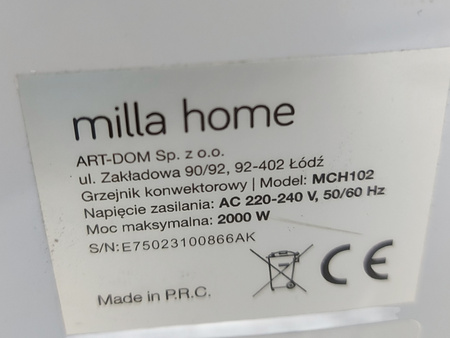 milla home
ART-DOM Sp. z o.o.
ul. Zakładowa 90/92, 92-402 Łódź
Grzejnik konwektorowy | Model: MCH102
Napięcie zasilania: AC 220-240 V, 50/60 Hz
Moc maksymalna: 2000 W
S/N:E75023100866AK
CE
Made in P.R.C.